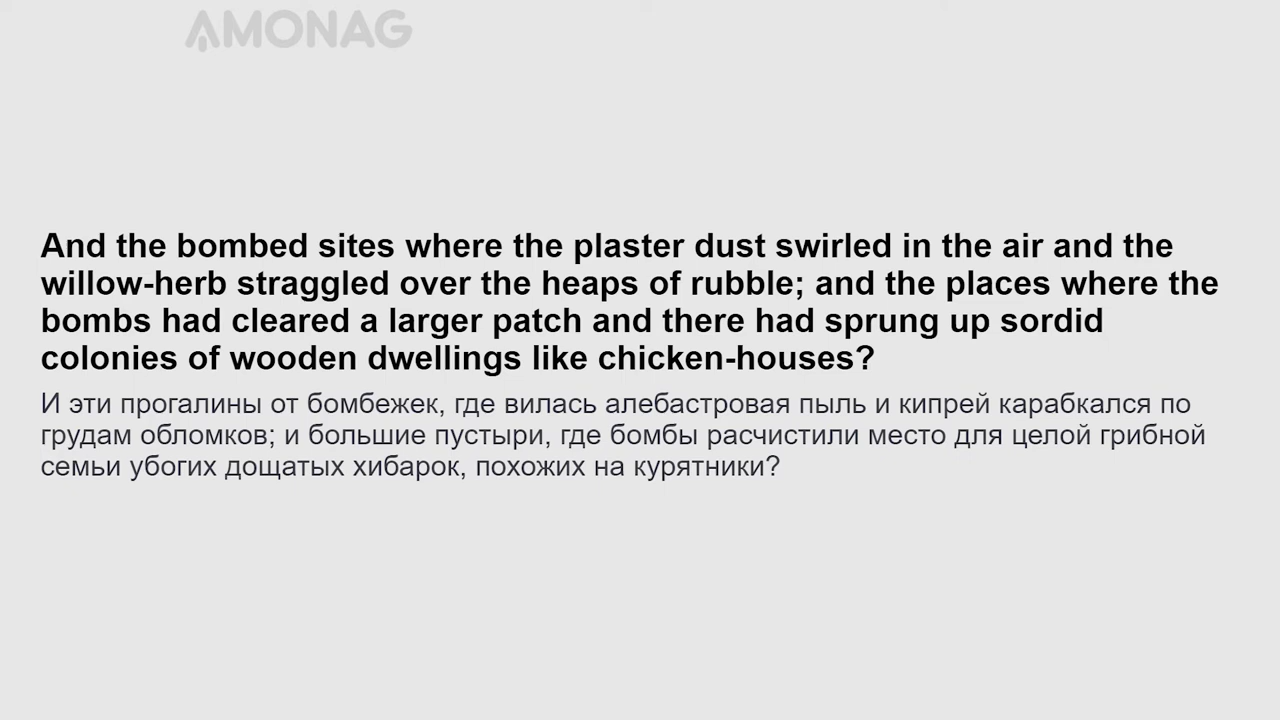 AMONAG
And the bombed sites where the plaster dust swirled in the air and the
willow-herb straggled over the heaps of rubble; and the places where the
bombs had cleared a larger patch and there had sprung up sordid
colonies of wooden dwellings like chicken-houses?
И эти прогалины от бомбежек, где вилась алебастровая пыль и кипрей карабкался по
грудам обломков; и большие пустыри, где бомбы расчистили место для целой грибной
семьи убогих дощатых хибарок, похожих на курятники?